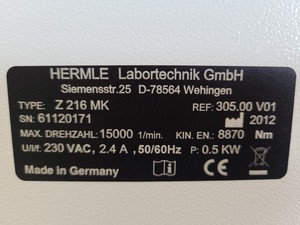 HERMLE Labortechnik GmbH
Siemensstr.25 D-78564 Wehingen
TYPE: Z 216 MK REF: 305.00 V01
SN: 61120171 2012
MAX. DREHZAHL: 15000 1/min. KIN. EN.: 8870 Nm
U/I/f: 230 VAC, 2.4 A, 50/60Hz P: 0.5 KW
Made in Germany CE